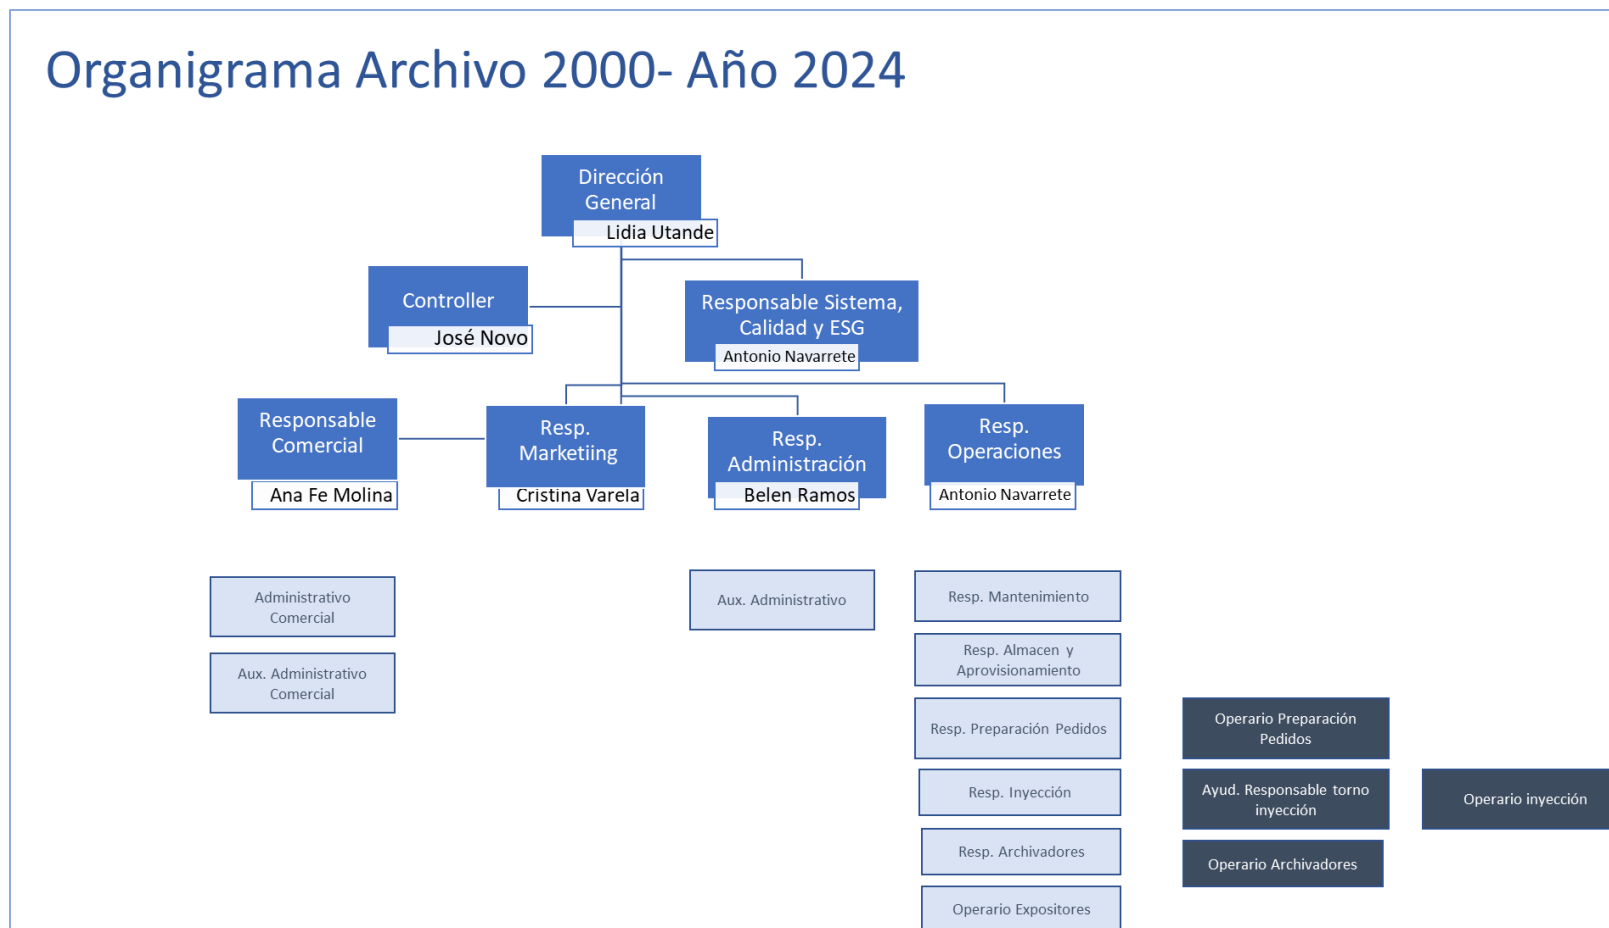 Organigrama Archivo 2000- Año 2024
Dirección
General
Lidia Utande
Controller
José Novo
Responsable Sistema,
Calidad y ESG
Antonio Navarrete
Responsable
Comercial
Ana Fe Molina
Resp.
Marketiing
Cristina Varela
Resp.
Administración
Belen Ramos
Resp.
Operaciones
Antonio Navarrete
Administrativo
Comercial
Aux. Administrativo
Comercial
Aux. Administrativo
Resp. Mantenimiento
Resp. Almacen y
Aprovisionamiento
Resp. Preparación Pedidos
Operario Preparación
Pedidos
Resp. Inyección
Ayud. Responsable torno
inyección
Operario inyección
Resp. Archivadores
Operario Archivadores
Operario Expositores